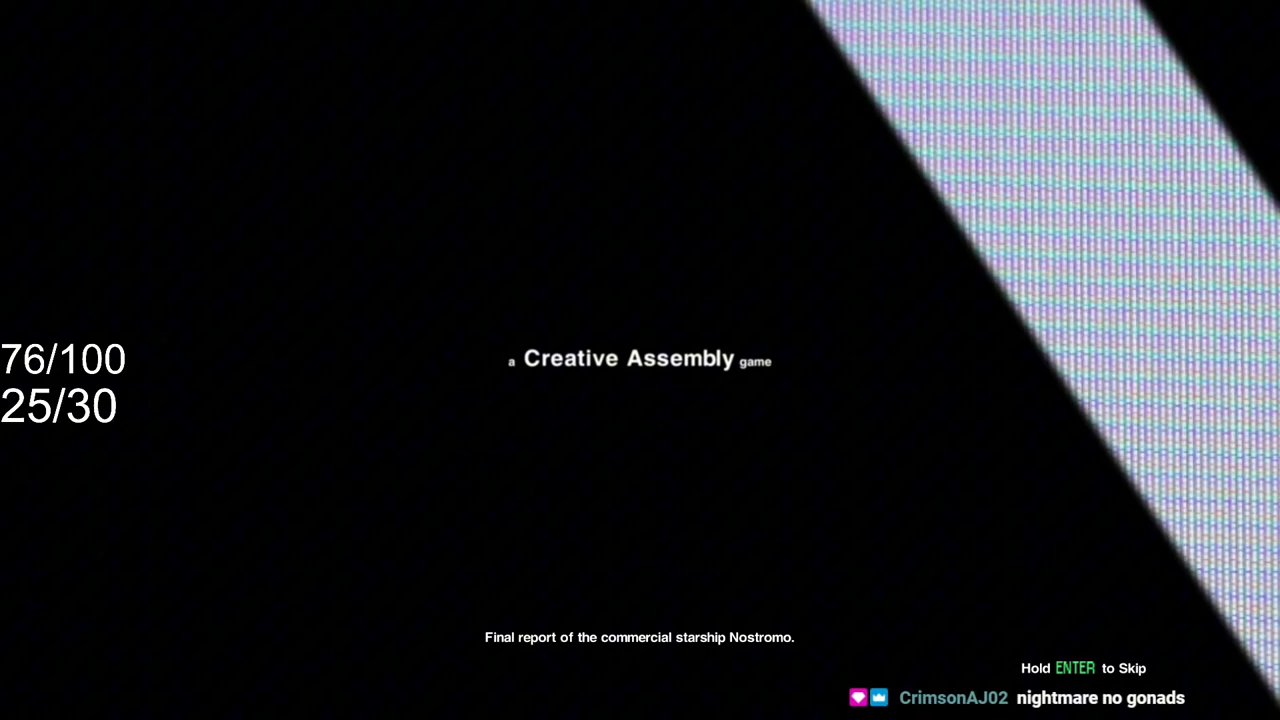 76/100
25/30
a Creative Assembly game
Final report of the commercial starship Nostromo.
Hold ENTER to Skip
CrimsonAJ02 nightmare no gonads